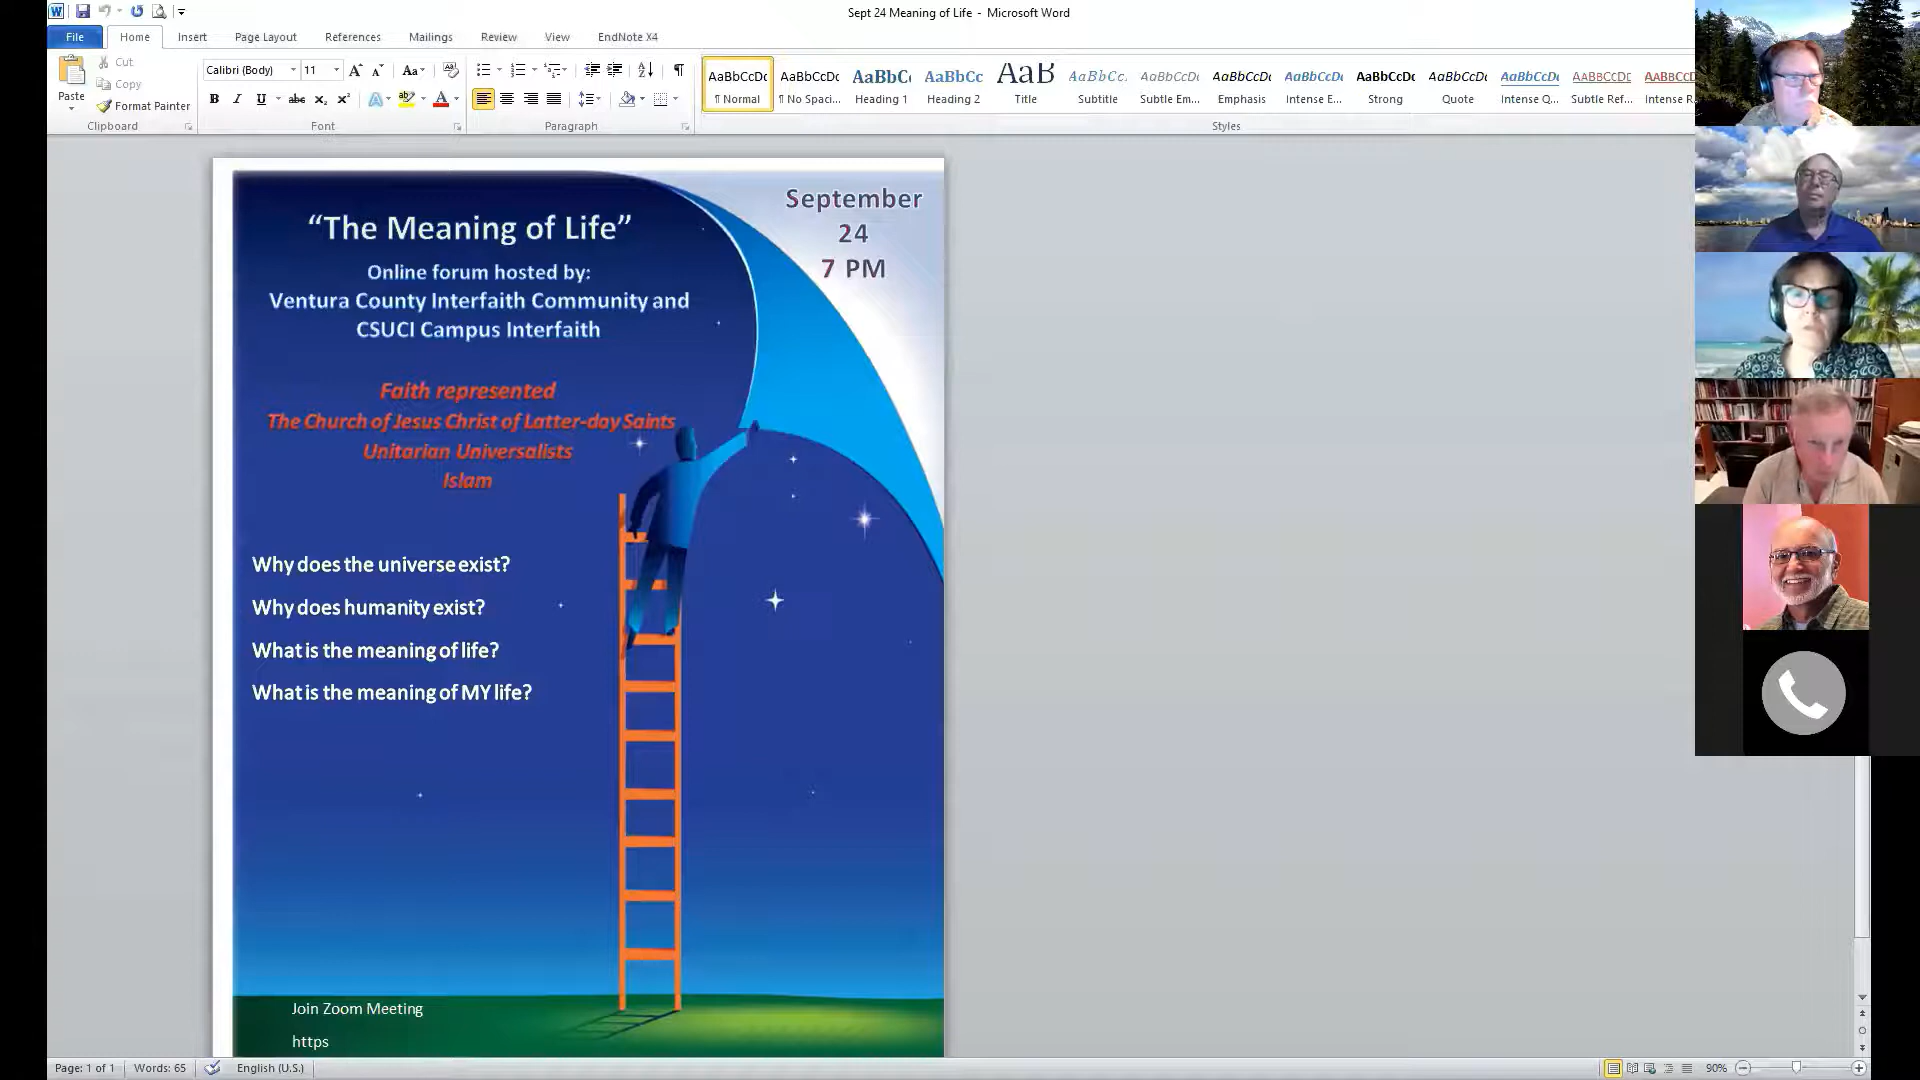 Sept 24 Meaning of Life - Microsoft Word
File Home Insert Page Layout References Mailings Review View EndNote X4
Paste
Cut
Copy
Format Painter
Clipboard
Calibri (Body) 11
Font
Paragraph
AaBbCcDc AaBbCcDc AaBbC( AaBbCc AaB AaBbCc. AaBbCcDc AaBbCcDc AaBbCcDc AaBbCcDc AaBbCcDc AaBbCcDc AABBCCDC AABBCCDC
¶ Normal ¶ No Spaci... Heading 1 Heading 2 Title Subtitle Subtle Em... Emphasis Intense E... Strong Quote Intense Q... Subtle Ref... Intense R
Styles
September
24
7 PM
“The Meaning of Life”
Online forum hosted by:
Ventura County Interfaith Community and
CSUCI Campus Interfaith
Faith represented
The Church of Jesus Christ of Latter-day Saints
Unitarian Universalists
Islam
Why does the universe exist?
Why does humanity exist?
What is the meaning of life?
What is the meaning of MY life?
Join Zoom Meeting
https
Page: 1 of 1 Words: 65 English (U.S.) 90%